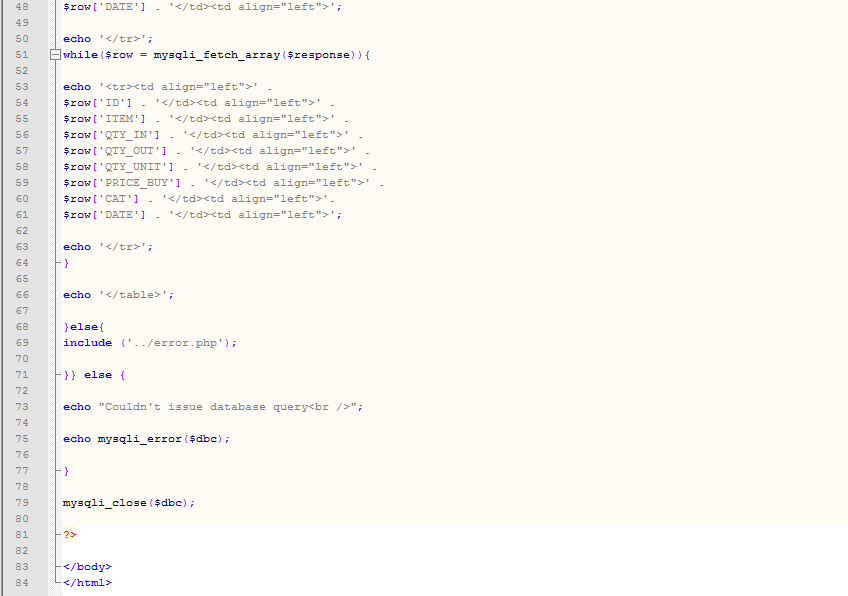 48 $row['DATE'] . '</td><td align="left">';
49
50 echo '</tr>';
51 while($row = mysqli_fetch_array($response)){
52
53 echo '<tr><td align="left">' .
54 $row['ID'] . '</td><td align="left">' .
55 $row['ITEM'] . '</td><td align="left">' .
56 $row['QTY_IN'] . '</td><td align="left">' .
57 $row['QTY_OUT'] . '</td><td align="left">' .
58 $row['QTY_UNIT'] . '</td><td align="left">' .
59 $row['PRICE_BUY'] . '</td><td align="left">' .
60 $row['CAT'] . '</td><td align="left">'.
61 $row['DATE'] . '</td><td align="left">';
62
63 echo '</tr>';
64 }
65
66 echo '</table>';
67
68 }else{
69 include ('../error.php');
70
71 }} else {
72
73 echo "Couldn't issue database query<br />";
74
75 echo mysqli_error($dbc);
76
77 }
78
79 mysqli_close($dbc);
80
81 ?>
82
83 </body>
84 </html>